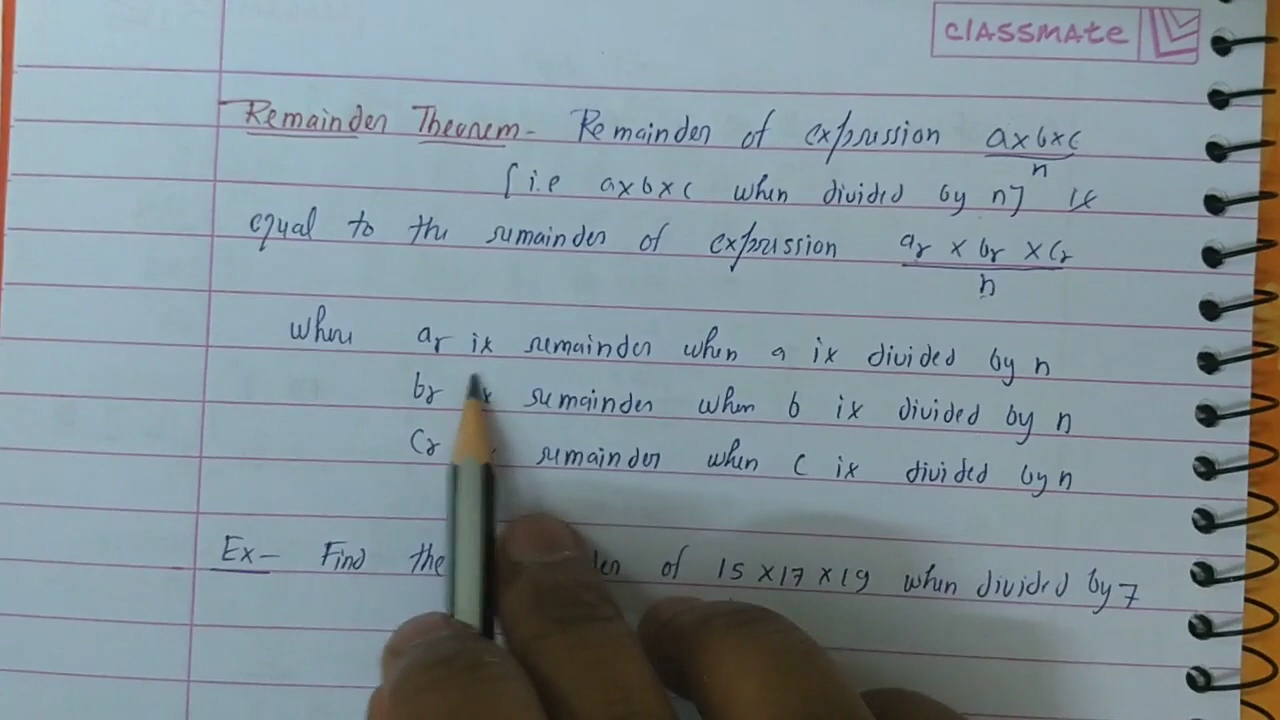 classmate
Remainder Theorem- Remainder of expression a×b×c/n
[i.e a×b×c when divided by n] is
equal to the remainder of expression ar × br × cr/n
where ar is remainder when a is divided by n
br is remainder when b is divided by n
Cr remainder when C is divided by n
Ex- Find the of 15×17×19 when divided by 7